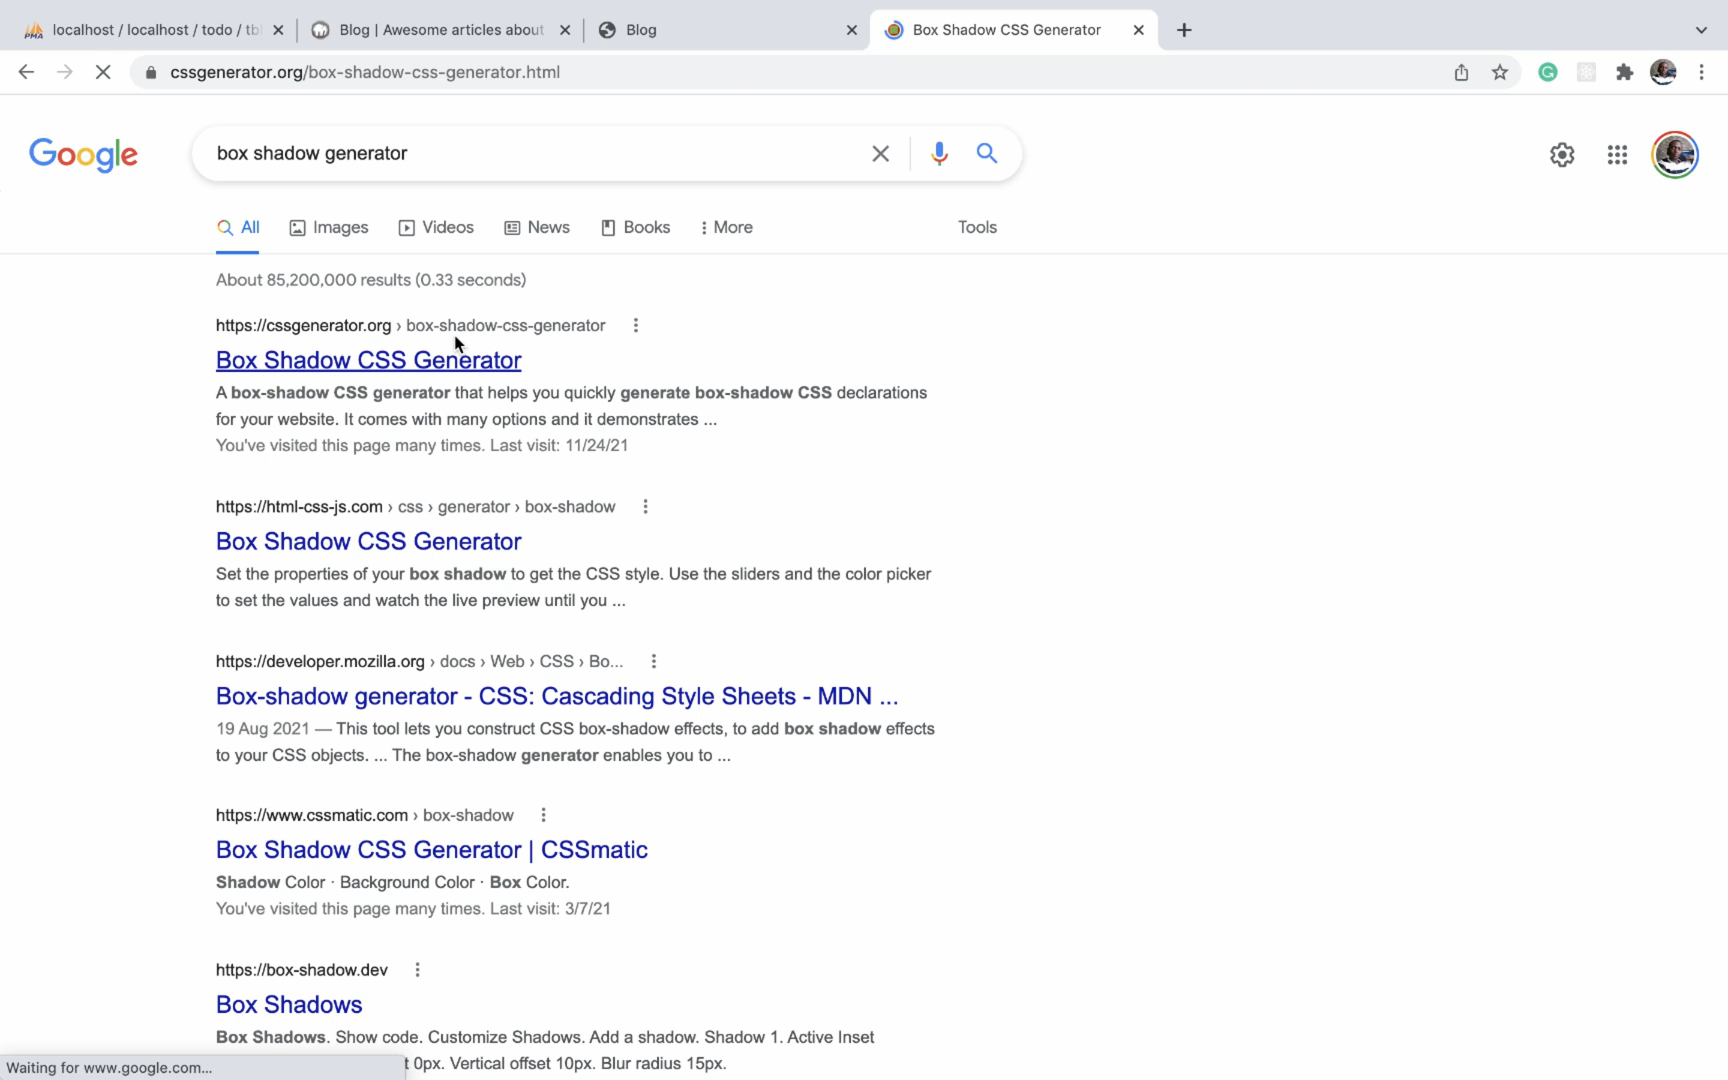 localhost / localhost / todo / tbl
Blog | Awesome articles about
Blog
Box Shadow CSS Generator
cssgenerator.org/box-shadow-css-generator.html
Google
box shadow generator
All
Images
Videos
News
Books
More
Tools
About 85,200,000 results (0.33 seconds)
https://cssgenerator.org › box-shadow-css-generator
Box Shadow CSS Generator
A box-shadow CSS generator that helps you quickly generate box-shadow CSS declarations
for your website. It comes with many options and it demonstrates ...
You've visited this page many times. Last visit: 11/24/21
https://html-css-js.com › css › generator › box-shadow
Box Shadow CSS Generator
Set the properties of your box shadow to get the CSS style. Use the sliders and the color picker
to set the values and watch the live preview until you ...
https://developer.mozilla.org › docs › Web › CSS › Bo...
Box-shadow generator - CSS: Cascading Style Sheets - MDN ...
19 Aug 2021 — This tool lets you construct CSS box-shadow effects, to add box shadow effects
to your CSS objects. ... The box-shadow generator enables you to ...
https://www.cssmatic.com › box-shadow
Box Shadow CSS Generator | CSSmatic
Shadow Color · Background Color · Box Color.
You've visited this page many times. Last visit: 3/7/21
https://box-shadow.dev
Box Shadows
Box Shadows. Show code. Customize Shadows. Add a shadow. Shadow 1. Active Inset
t 0px. Vertical offset 10px. Blur radius 15px.
Waiting for www.google.com...